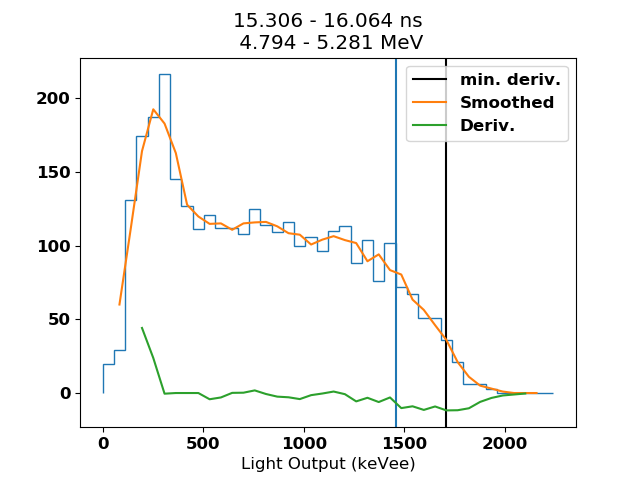 15.306 - 16.064 ns
4.794 - 5.281 MeV
min. deriv.
Smoothed
Deriv.
200
150
100
50
0
0 500 1000 1500 2000
Light Output (keVee)